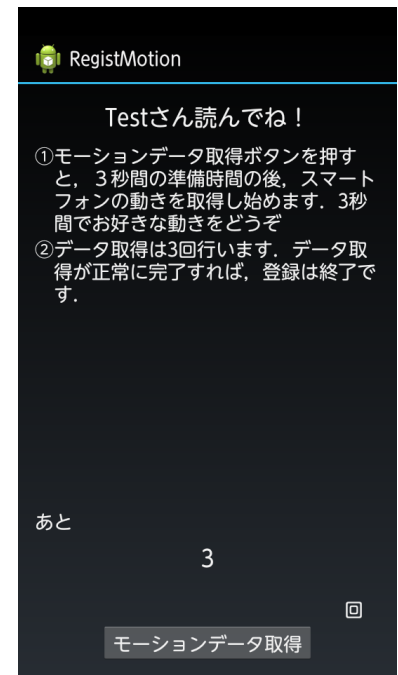 RegistMotion
Testさん読んでね！
①モーションデータ取得ボタンを押す
と，３秒間の準備時間の後，スマート
フォンの動きを取得し始めます．3秒
間でお好きな動きをどうぞ
②データ取得は3回行います．データ取
得が正常に完了すれば，登録は終了で
す．
あと
3
回
モーションデータ取得